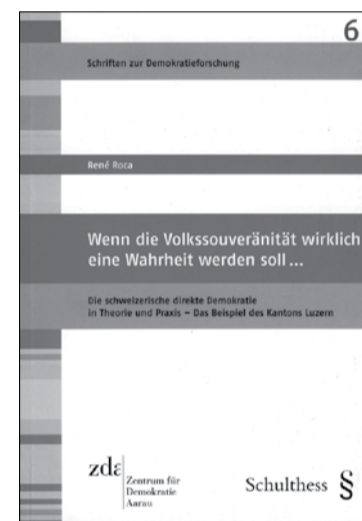 6
Schriften zur Demokratieforschung
René Roca
Wenn die Volkssouveränität wirklich
eine Wahrheit werden soll ...
Die schweizerische direkte Demokratie
in Theorie und Praxis – Das Beispiel des Kantons Luzern
zda
Zentrum für
Demokratie
Aarau
Schulthess §